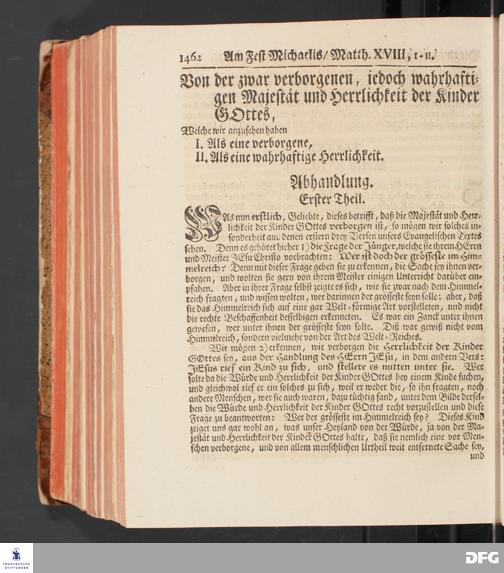 1462 Am Fest Michaelis/ Matth. XVIII, 1-11.
Von der zwar verborgenen, iedoch wahrhafti-
gen Majestät und Herrlichkeit der Kinder
GOttes,
Welche wir anzusehen haben
I. Als eine verborgene,
II. Als eine wahrhaftige Herrlichkeit.
Abhandlung.
Erster Theil.
WAs nun erstlich, Geliebte, dieses betrifft, daß die Majestät und Herr-
lichkeit der Kinder GOttes verborgen ist, so mögen wir solches in-
sonderheit aus denen erstern drey Versen unsers Evangelischen Textes
sehen. Denn es gehöret hieher 1) die Frage der Jünger, welche sie ihrem HErrn
und Meister JEsu Christo vorbrachten: Wer ist doch der grösseste im Him-
melreich? Denn mit dieser Frage geben sie zu erkennen, die Sache sey ihnen ver-
borgen, und wolten sie gern von ihrem Meister einigen Unterricht darüber em-
pfahen. Aber in ihrer Frage selbst zeigte es sich, wie sie zwar nach dem Himmel-
reich fragten, und wissen wolten, wer darinnen der grösseste seyn solle; aber, daß
sie das Himmelreich sich auf eine gar Welt-förmige Art vorstelleten, und nicht
die rechte Beschaffenheit desselbigen erkenneten. Es war ein Zanck unter ihnen
gewesen, wer unter ihnen der grösseste seyn solte. Diß war gewiß nicht vom
Himmelreich, sondern vielmehr von der Art des Welt-Reiches.
Wir mögen 2) erkennen, wie verborgen die Herrlichkeit der Kinder
GOttes sey, aus der Handlung des HErrn JEsu, in dem andern Vers:
JEsus rief ein Kind zu sich, und stellete es mitten unter sie. Wer
solte da die Würde und Herrlichkeit der Kinder GOttes bey einem Kinde suchen,
und gleichwol rief er ein solches zu sich, weil er weder die, so ihn fragten, noch
andere Menschen, wer sie auch waren, dazu tüchtig fand, unter dem Bilde dersel-
ben die Würde und Herrlichkeit der Kinder GOttes recht vorzustellen und diese
Frage zu beantworten: Wer der grösseste im Himmelreich sey? Dieses Kind
zeiget uns gar wohl an, was unser Heyland von der Würde, ja von der Ma-
jestät und Herrlichkeit der Kinder GOttes halte, daß sie nemlich eine vor Men-
schen verborgene, und von allem menschlichen Urtheil weit entfernete Sache sey,
und
FRANCKESCHE
STIFTUNGEN
DFG